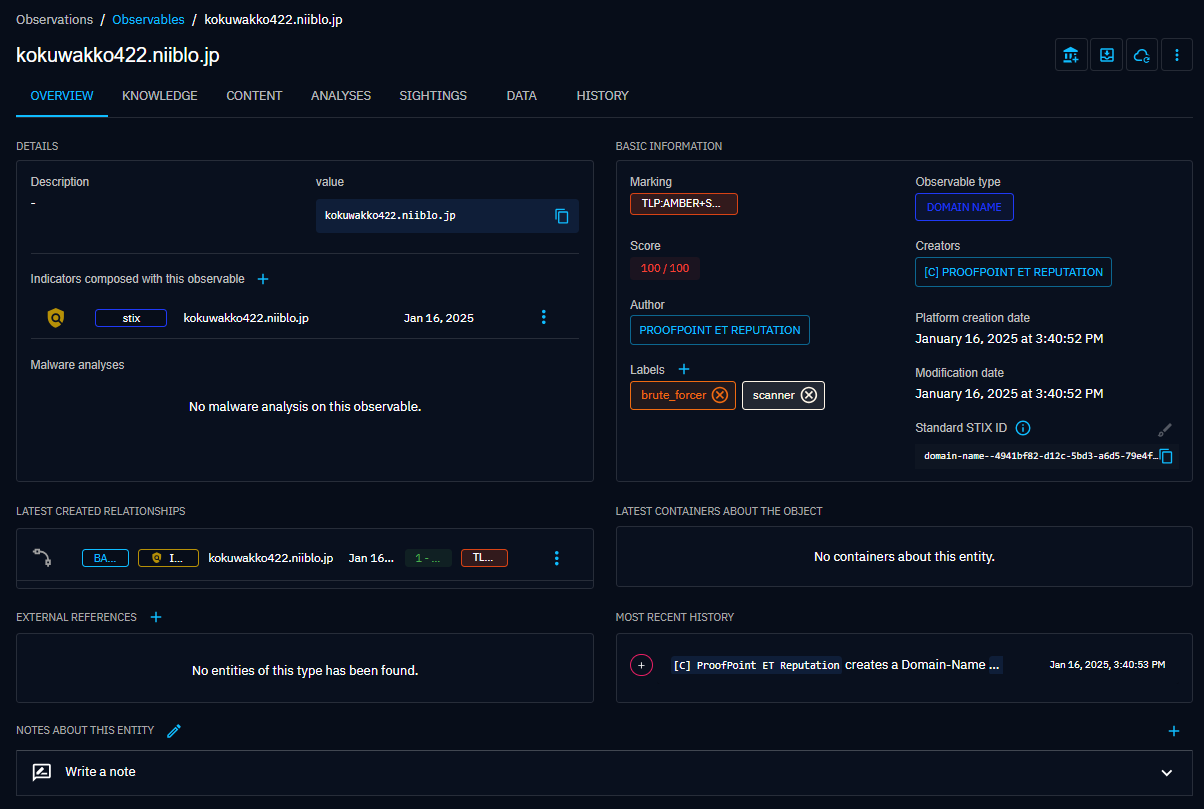 Observations / Observables / kokuwakko422.niiblo.jp
kokuwakko422.niiblo.jp
OVERVIEW KNOWLEDGE CONTENT ANALYSES SIGHTINGS DATA HISTORY
DETAILS
Description
-
value
kokuwakko422.niiblo.jp
Indicators composed with this observable +
stix kokuwakko422.niiblo.jp Jan 16, 2025
Malware analyses
No malware analysis on this observable.
BASIC INFORMATION
Marking
TLP:AMBER+S...
Observable type
DOMAIN NAME
Score
100 / 100
Creators
[C] PROOFPOINT ET REPUTATION
Author
PROOFPOINT ET REPUTATION
Platform creation date
January 16, 2025 at 3:40:52 PM
Labels +
brute_forcer scanner
Modification date
January 16, 2025 at 3:40:52 PM
Standard STIX ID
domain-name--4941bf82-d12c-5bd3-a6d5-79e4f…
LATEST CREATED RELATIONSHIPS
BA... I... kokuwakko422.niiblo.jp Jan 16... 1 - ... TL...
LATEST CONTAINERS ABOUT THE OBJECT
No containers about this entity.
EXTERNAL REFERENCES +
No entities of this type has been found.
MOST RECENT HISTORY
+ [C] ProofPoint ET Reputation creates a Domain-Name ... Jan 16, 2025, 3:40:53 PM
NOTES ABOUT THIS ENTITY +
Write a note